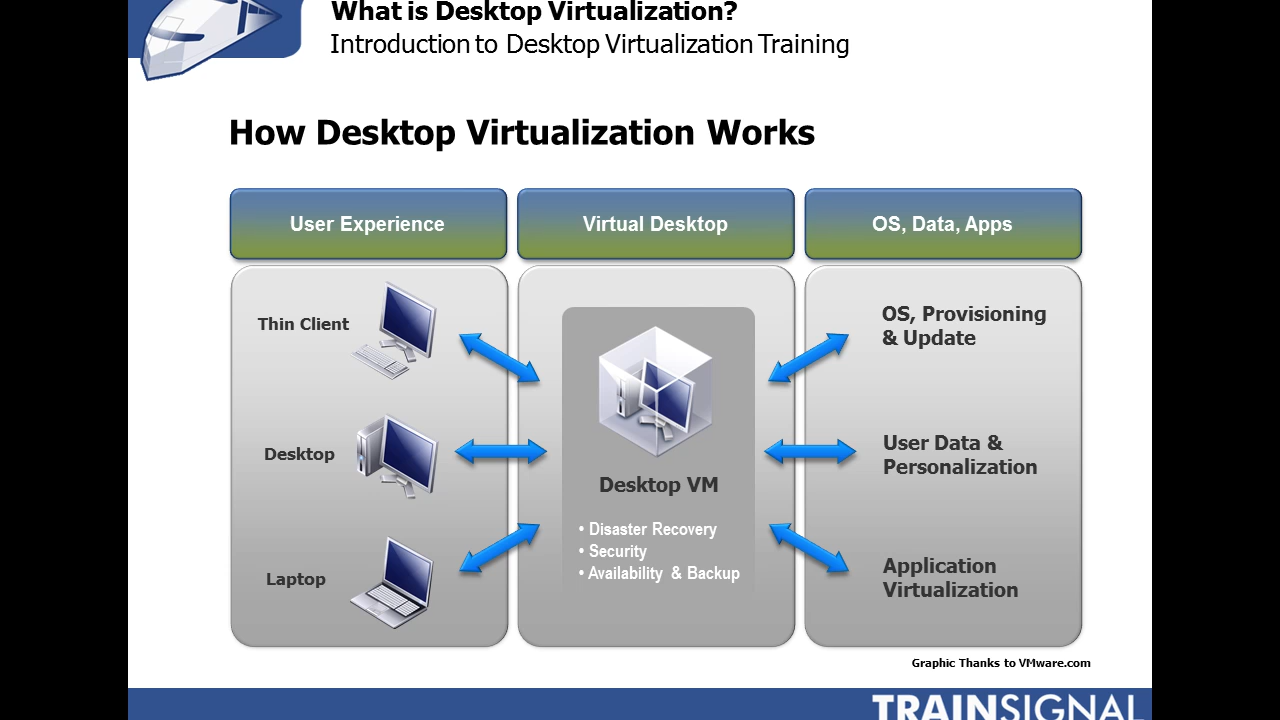 What is Desktop Virtualization?
Introduction to Desktop Virtualization Training
How Desktop Virtualization Works
User Experience
Virtual Desktop
OS, Data, Apps
Thin Client
Desktop
Laptop
Desktop VM
• Disaster Recovery
• Security
• Availability & Backup
OS, Provisioning
& Update
User Data &
Personalization
Application
Virtualization
Graphic Thanks to VMware.com
TRAINSIGNAL